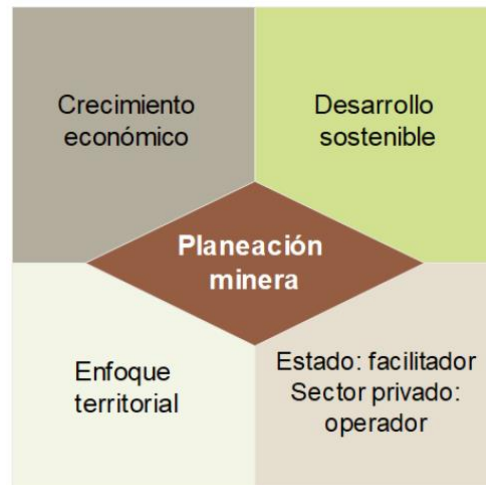 Crecimiento
económico
Desarrollo
sostenible
Planeación
minera
Enfoque
territorial
Estado: facilitador
Sector privado:
operador